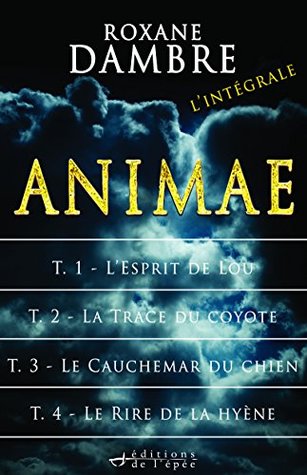 ROXANE
DAMBRE
L'INTÉGRALE
ANIMAE
T. 1 - L'ESPRIT DE LOU
T. 2 - LA TRACE DU COYOTE
T. 3 - LE CAUCHEMAR DU CHIEN
T. 4 - LE RIRE DE LA HYÈNE
éditions
de l'épée